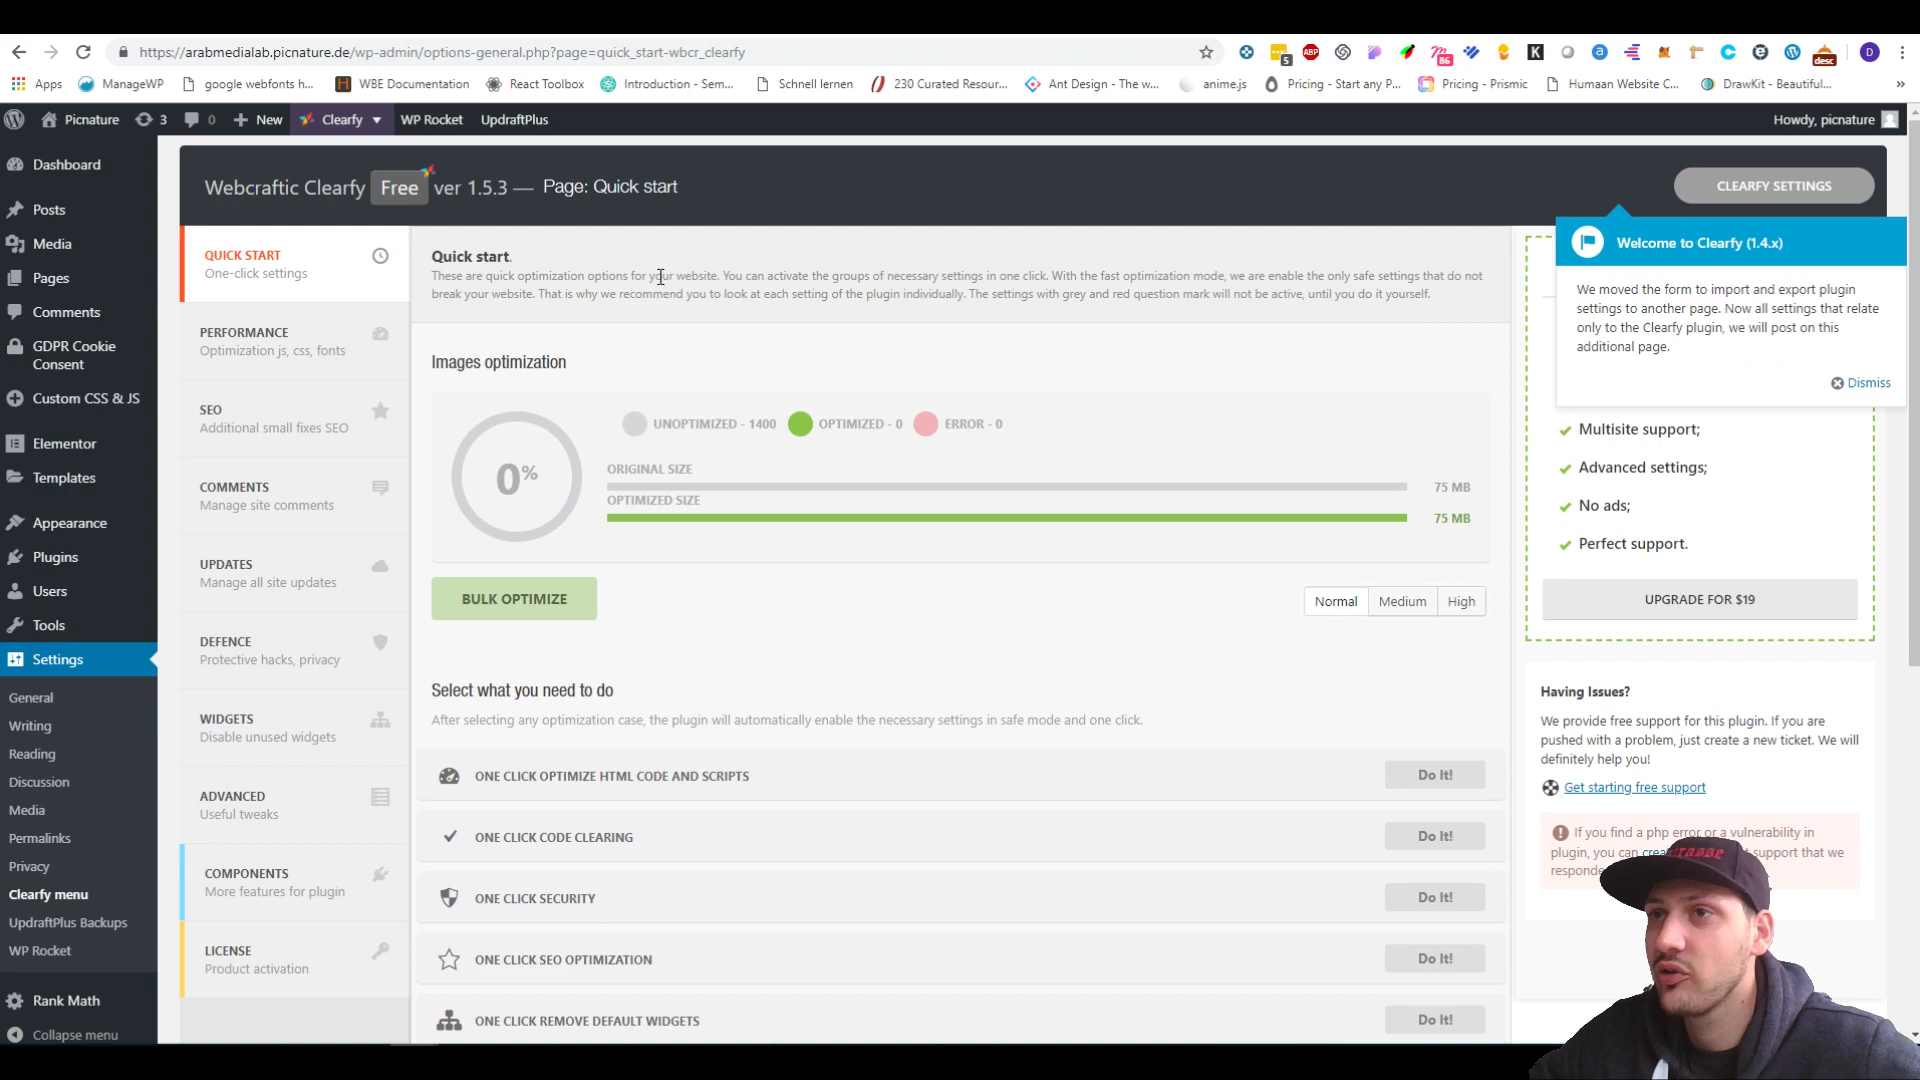 https://arabmedialab.picnature.de/wp-admin/options-general.php?page=quick_start-wbcr_clearfy
5
ABP
K
86
desc
D
Apps
ManageWP
google webfonts h...
WBE Documentation
React Toolbox
Introduction - Sem...
Schnell lernen
230 Curated Resour...
Ant Design - The w...
anime.js
Pricing - Start any P...
Pricing - Prismic
Humaan Website C...
DrawKit - Beautiful...
»
Picnature
3
0
New
Clearfy
WP Rocket
UpdraftPlus
Howdy, picnature
Dashboard
Posts
Media
Pages
Comments
GDPR Cookie
Consent
Custom CSS & JS
Elementor
Templates
Appearance
Plugins
Users
Tools
Settings
General
Writing
Reading
Discussion
Media
Permalinks
Privacy
Clearfy menu
UpdraftPlus Backups
WP Rocket
Rank Math
Collapse menu
Webcraftic Clearfy Free ver 1.5.3 — Page: Quick start
CLEARFY SETTINGS
QUICK START
One-click settings
PERFORMANCE
Optimization js, css, fonts
SEO
Additional small fixes SEO
COMMENTS
Manage site comments
UPDATES
Manage all site updates
DEFENCE
Protective hacks, privacy
WIDGETS
Disable unused widgets
ADVANCED
Useful tweaks
COMPONENTS
More features for plugin
LICENSE
Product activation
Quick start.
These are quick optimization options for your website. You can activate the groups of necessary settings in one click. With the fast optimization mode, we are enable the only safe settings that do not
break your website. That is why we recommend you to look at each setting of the plugin individually. The settings with grey and red question mark will not be active, until you do it yourself.
Images optimization
0%
UNOPTIMIZED - 1400
OPTIMIZED - 0
ERROR - 0
ORIGINAL SIZE
75 MB
OPTIMIZED SIZE
75 MB
BULK OPTIMIZE
Normal
Medium
High
Select what you need to do
After selecting any optimization case, the plugin will automatically enable the necessary settings in safe mode and one click.
ONE CLICK OPTIMIZE HTML CODE AND SCRIPTS
Do It!
ONE CLICK CODE CLEARING
Do It!
ONE CLICK SECURITY
Do It!
ONE CLICK SEO OPTIMIZATION
Do It!
ONE CLICK REMOVE DEFAULT WIDGETS
Do It!
Welcome to Clearfy (1.4.x)
We moved the form to import and export plugin
settings to another page. Now all settings that relate
only to the Clearfy plugin, we will post on this
additional page.
Dismiss
Multisite support;
Advanced settings;
No ads;
Perfect support.
UPGRADE FOR $19
Having Issues?
We provide free support for this plugin. If you are
pushed with a problem, just create a new ticket. We will
definitely help you!
Get starting free support
If you find a php error or a vulnerability in
plugin, you can support that we